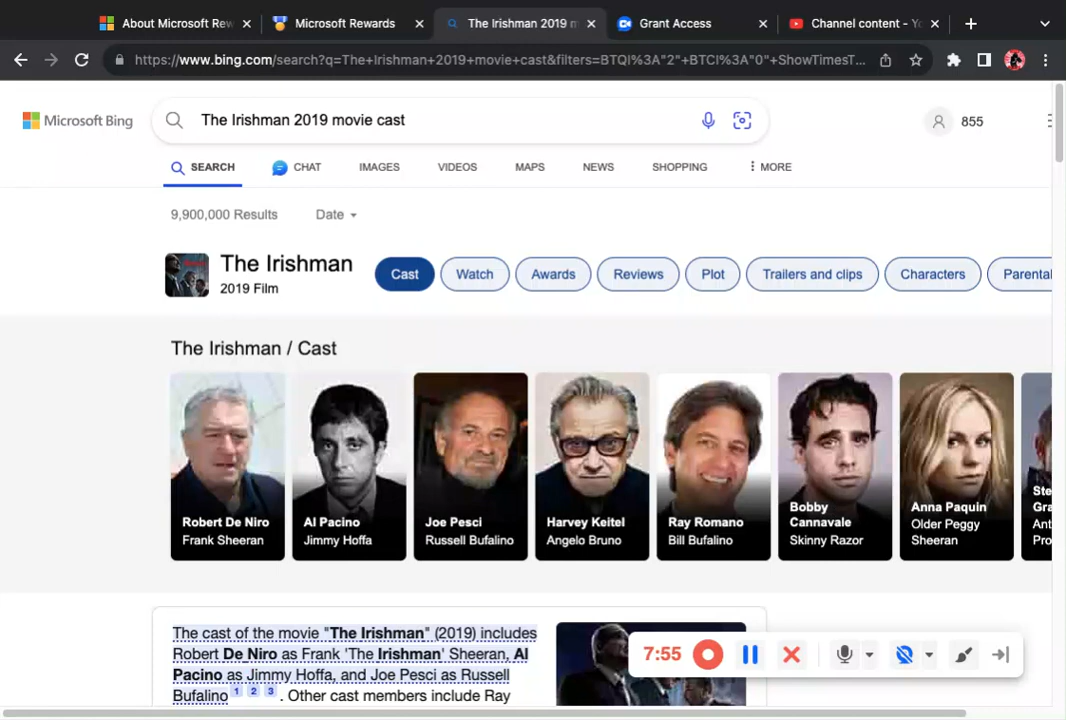 About Microsoft Rew
Microsoft Rewards
The Irishman 2019 m
Grant Access
Channel content - Yo
https://www.bing.com/search?q=The+Irishman+2019+movie+cast&filters=BTQI%3A"2"+BTCI%3A"0"+ShowTimesT...
Microsoft Bing
The Irishman 2019 movie cast
855
SEARCH
CHAT
IMAGES
VIDEOS
MAPS
NEWS
SHOPPING
MORE
9,900,000 Results
Date
The Irishman
2019 Film
Cast
Watch
Awards
Reviews
Plot
Trailers and clips
Characters
Parental
The Irishman / Cast
Robert De Niro
Frank Sheeran
Al Pacino
Jimmy Hoffa
Joe Pesci
Russell Bufalino
Harvey Keitel
Angelo Bruno
Ray Romano
Bill Bufalino
Bobby
Cannavale
Skinny Razor
Anna Paquin
Older Peggy
Sheeran
Ste
Gra
Ant
Pro
The cast of the movie "The Irishman" (2019) includes
Robert De Niro as Frank 'The Irishman' Sheeran, Al
Pacino as Jimmy Hoffa, and Joe Pesci as Russell
Bufalino 1 2 3 . Other cast members include Ray
7:55